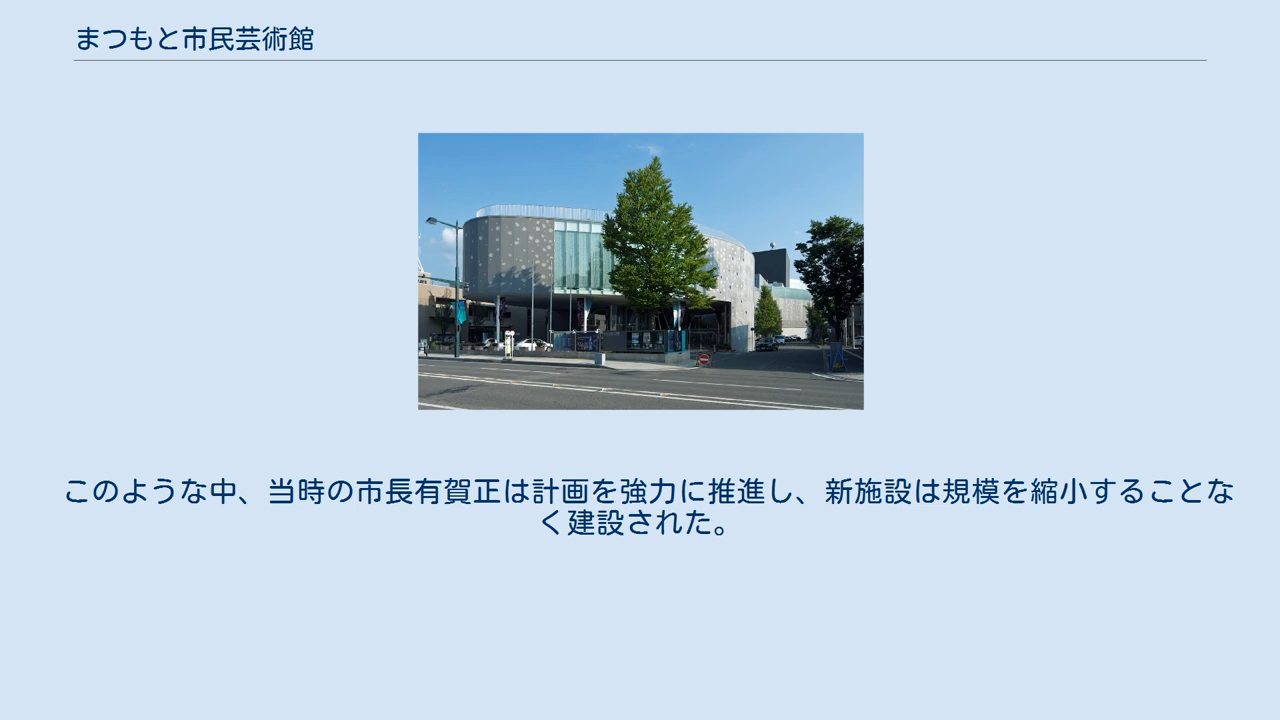 まつもと市民芸術館
このような中、当時の市長有賀正は計画を強力に推進し、新施設は規模を縮小することな
く建設された。